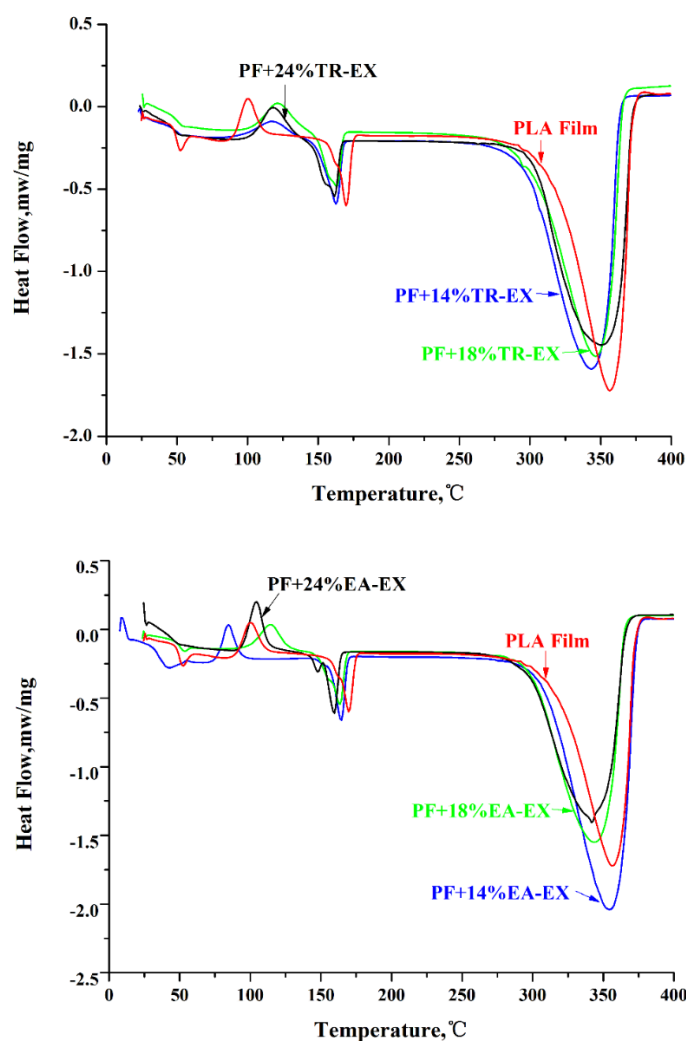 PF+24%TR-EX
0.0
-0.5
-1.0
-1.5
-2.0
Heat Flow,mw/mg
PLA Film
PF+14%TR-EX
PF+18%TR-EX
0 50 100 150 200 250 300 350 400
Temperature,℃
0.5
0.0
-0.5
-1.0
-1.5
-2.0
-2.5
Heat Flow,mw/mg
PF+24%EA-EX
PLA Film
PF+18%EA-EX
PF+14%EA-EX
0 50 100 150 200 250 300 350 400
Temperature,℃